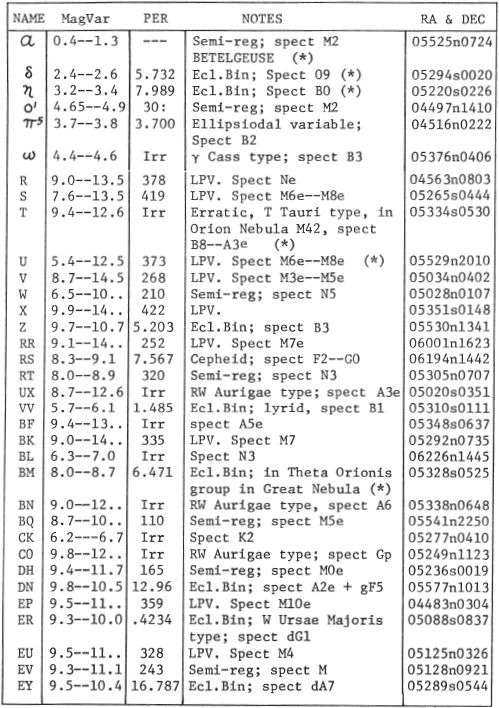 NAME MagVar PER NOTES RA & DEC
α 0.4--1.3 --- Semi-reg; spect M2 05525n0724
BETELGEUSE (*)
δ 2.4--2.6 5.732 Ecl.Bin; Spect O9 (*) 05294s0020
η 3.2--3.4 7.989 Ecl.Bin; Spect B0 (*) 05220s0226
ο¹ 4.65--4.9 30: Semi-reg; spect M2 04497n1410
π⁵ 3.7--3.8 3.700 Ellipsiodal variable; 04516n0222
Spect B2
ω 4.4--4.6 Irr γ Cass type; spect B3 05376n0406
R 9.0--13.5 378 LPV. Spect Ne 04563n0803
S 7.6--13.5 419 LPV. Spect M6e--M8e 05265s0444
T 9.4--12.6 Irr Erratic, T Tauri type, in 05334s0530
Orion Nebula M42, spect
B8--A3e (*)
U 5.4--12.5 373 LPV. Spect M6e--M8e (*) 05529n2010
V 8.7--14.5 268 LPV. Spect M3e--M5e 05034n0402
W 6.5--10.. 210 Semi-reg; spect N5 05028n0107
X 9.9--14.. 422 LPV. 05351s0148
Z 9.7--10.7 5.203 Ecl.Bin; spect B3 05530n1341
RR 9.1--14.. 252 LPV. Spect M7e 06001n1623
RS 8.3--9.1 7.567 Cepheid; spect F2--G0 06194n1442
RT 8.0--8.9 320 Semi-reg; spect N3 05305n0707
UX 8.7--12.6 Irr RW Aurigae type; spect A3e 05020s0351
VV 5.7--6.1 1.485 Ecl.Bin; lyrid, spect B1 05310s0111
BF 9.4--13.. Irr spect A5e 05348s0637
BK 9.0--14.. 335 LPV. Spect M7 05292n0735
BL 6.3--7.0 Irr Spect N3 06226n1445
BM 8.0--8.7 6.471 Ecl.Bin; in Theta Orionis 05328s0525
group in Great Nebula (*)
BN 9.0--12.. Irr RW Aurigae type, spect A6 05338n0648
BQ 8.7--10.. 110 Semi-reg; spect M5e 05541n2250
CK 6.2---6.7 Irr Spect K2 05277n0410
CO 9.8--12.. Irr RW Aurigae type; spect Gp 05249n1123
DH 9.4--11.7 165 Semi-reg; spect M0e 05236s0019
DN 9.8--10.5 12.96 Ecl.Bin; spect A2e + gF5 05577n1013
EP 9.5--11.. 359 LPV. Spect M10e 04483n0304
ER 9.3--10.0 .4234 Ecl.Bin; W Ursae Majoris 05088s0837
type; spect dG1
EU 9.5--11.. 328 LPV. Spect M4 05125n0326
EV 9.3--11.1 243 Semi-reg; spect M 05128n0921
EY 9.5--10.4 16.787 Ecl.Bin; spect dA7 05289s0544